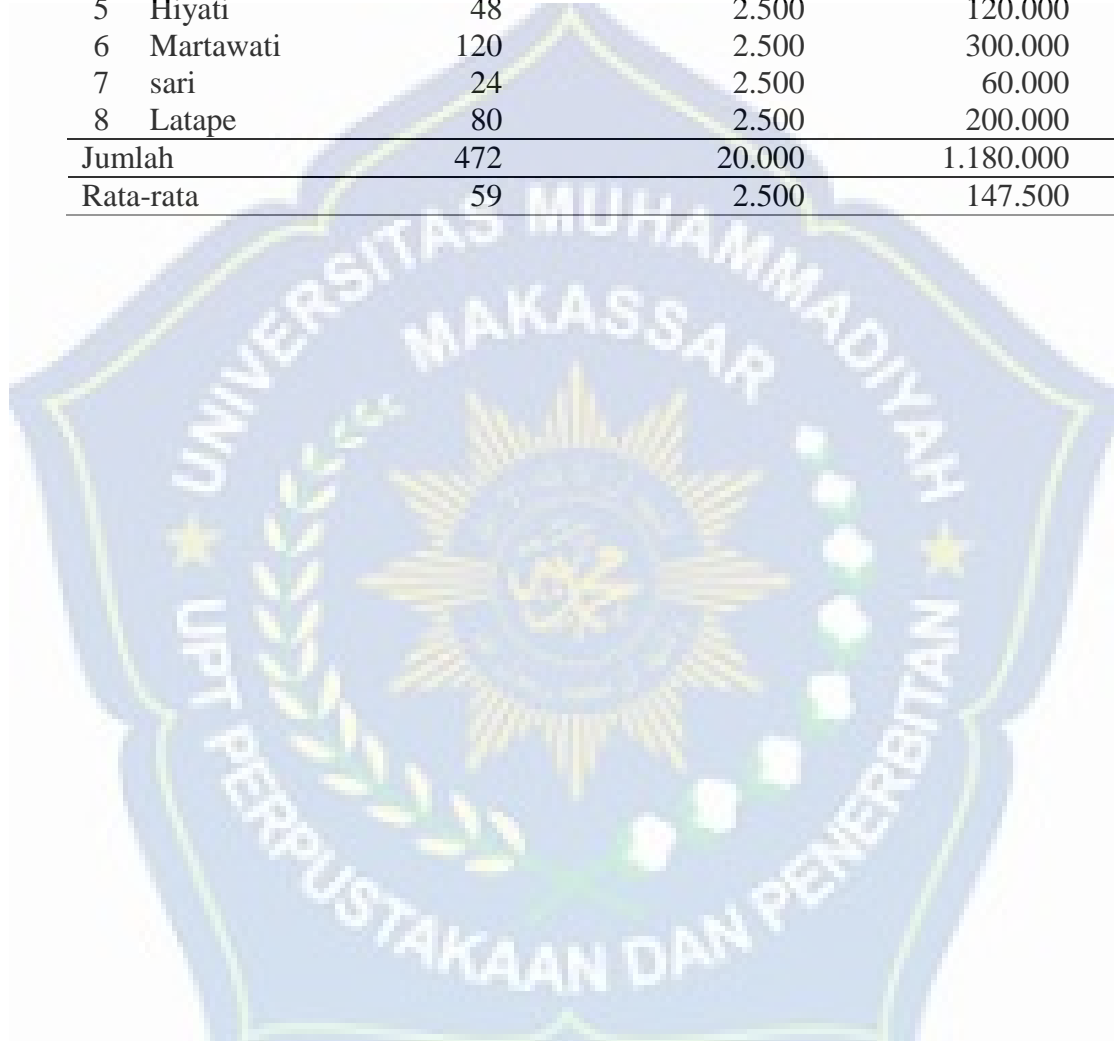 5 Hiyati 48 2.500 120.000
6 Martawati 120 2.500 300.000
7 sari 24 2.500 60.000
8 Latape 80 2.500 200.000
Jumlah 472 20.000 1.180.000
Rata-rata 59 2.500 147.500
UNIVERSITAS MUHAMMADIYAH
MAKASSAR
UPT PERPUSTAKAAN DAN PENERBITAN